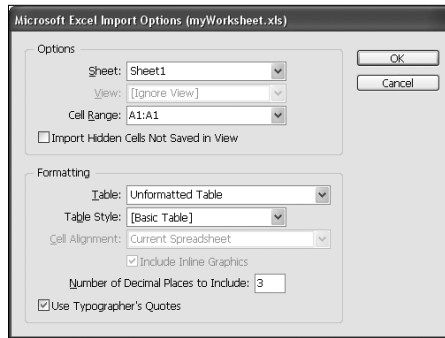 Microsoft Excel Import Options (myWorksheet.xls)
Options
Sheet: Sheet1
View: [Ignore View]
Cell Range: A1:A1
Import Hidden Cells Not Saved in View
OK
Cancel
Formatting
Table: Unformatted Table
Table Style: [Basic Table]
Cell Alignment: Current Spreadsheet
Include Inline Graphics
Number of Decimal Places to Include: 3
Use Typographer's Quotes